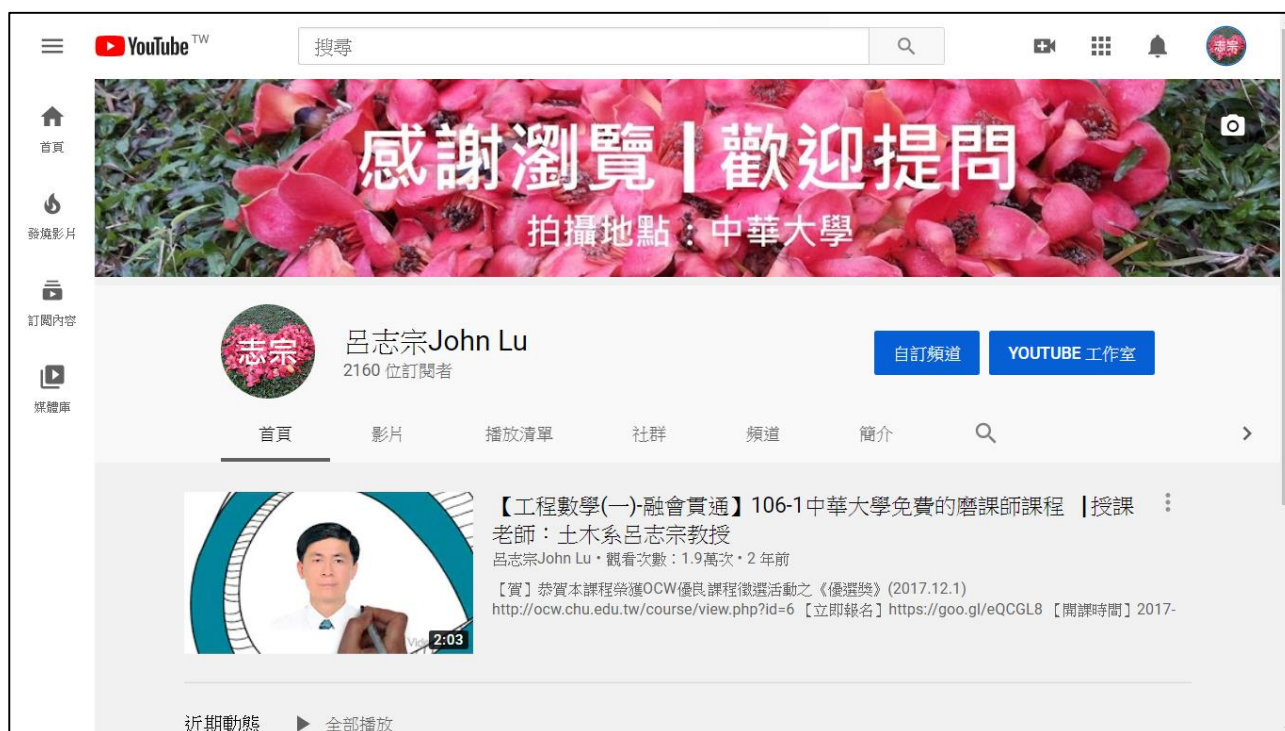 YouTube TW
搜尋
志宗
首頁
發燒影片
訂閱內容
媒體庫
感謝瀏覽┃歡迎提問
拍攝地點：中華大學
志宗
呂志宗John Lu
2160 位訂閱者
自訂頻道
YOUTUBE 工作室
首頁 影片 播放清單 社群 頻道 簡介
2:03
【工程數學(一)-融會貫通】106-1中華大學免費的磨課師課程 ┃授課
老師：土木系呂志宗教授
呂志宗John Lu・觀看次數：1.9萬次・2 年前
【賀】恭賀本課程榮獲OCW優良課程徵選活動之《優選獎》(2017.12.1)
http://ocw.chu.edu.tw/course/view.php?id=6 【立即報名】https://goo.gl/eQCGL8 【開課時間】2017-
近期動態 ▶ 全部播放